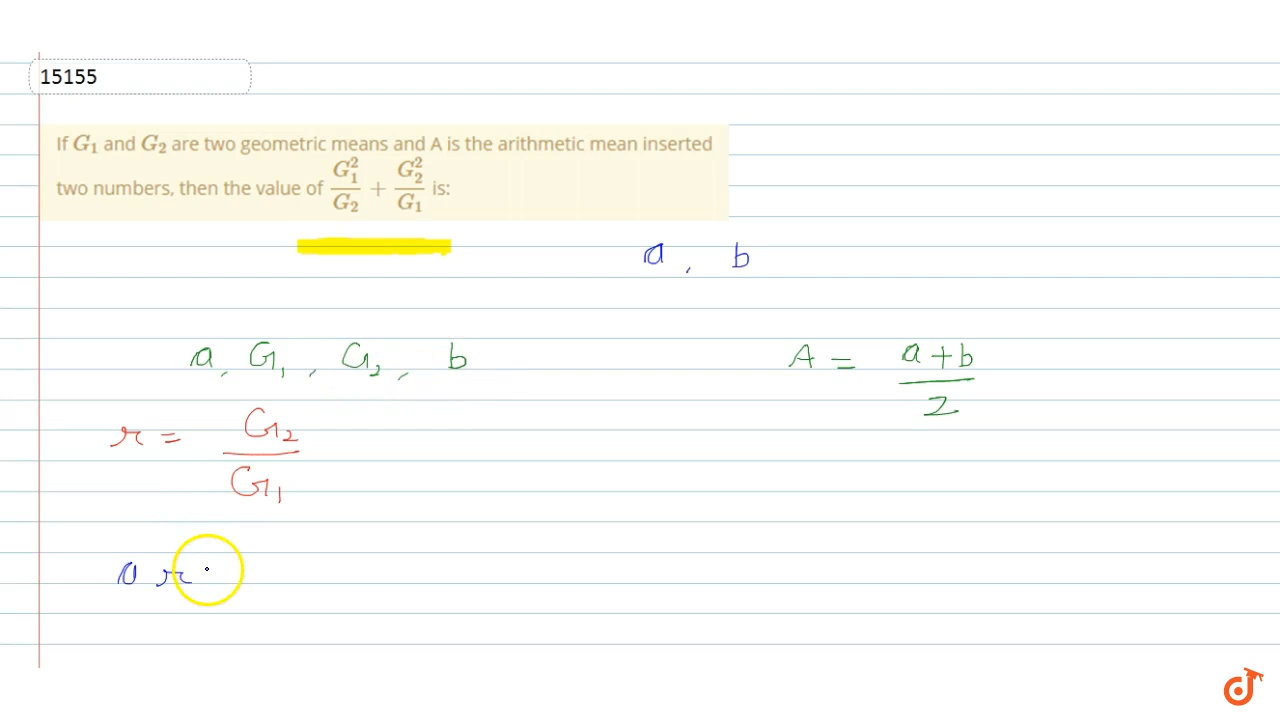 15155
If G₁ and G₂ are two geometric means and A is the arithmetic mean inserted
two numbers, then the value of G₁²/G₂ + G₂²/G₁ is:
a, b
a, G₁, G₂, b
A = (a+b)/2
r = G₂/G₁
a r